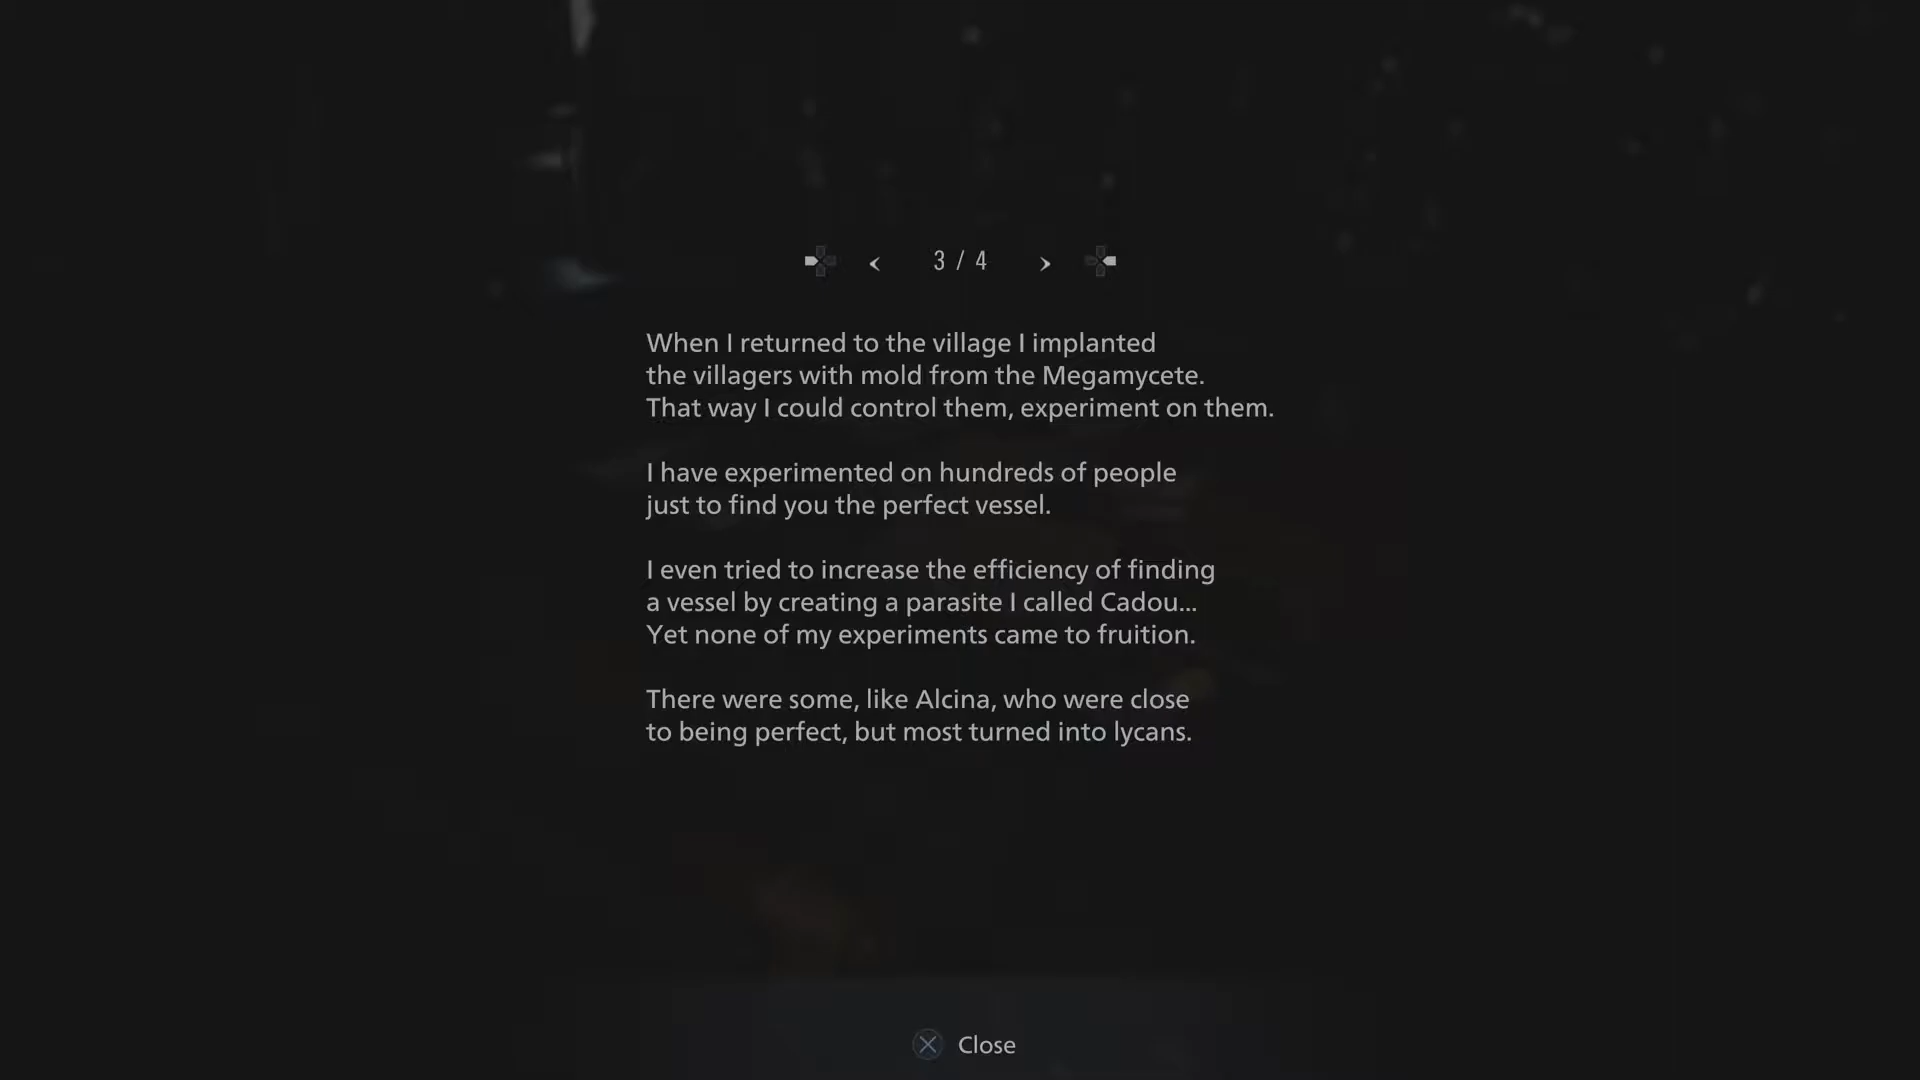 < 3 / 4 >
When I returned to the village I implanted
the villagers with mold from the Megamycete.
That way I could control them, experiment on them.
I have experimented on hundreds of people
just to find you the perfect vessel.
I even tried to increase the efficiency of finding
a vessel by creating a parasite I called Cadou...
Yet none of my experiments came to fruition.
There were some, like Alcina, who were close
to being perfect, but most turned into lycans.
Close